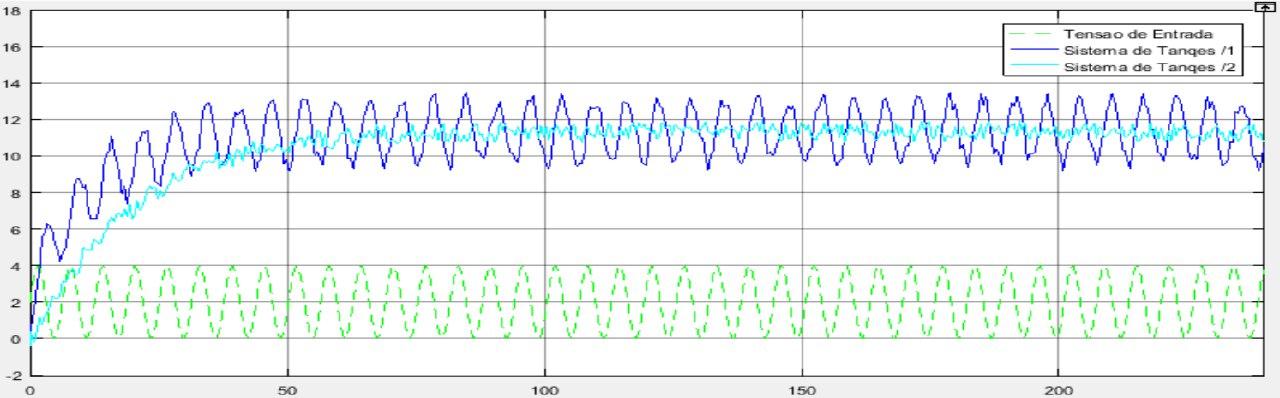 18
16
14
12
10
8
6
4
2
0
-2
0 50 100 150 200
Tensao de Entrada
Sistema de Tanqes /1
Sistema de Tanqes /2